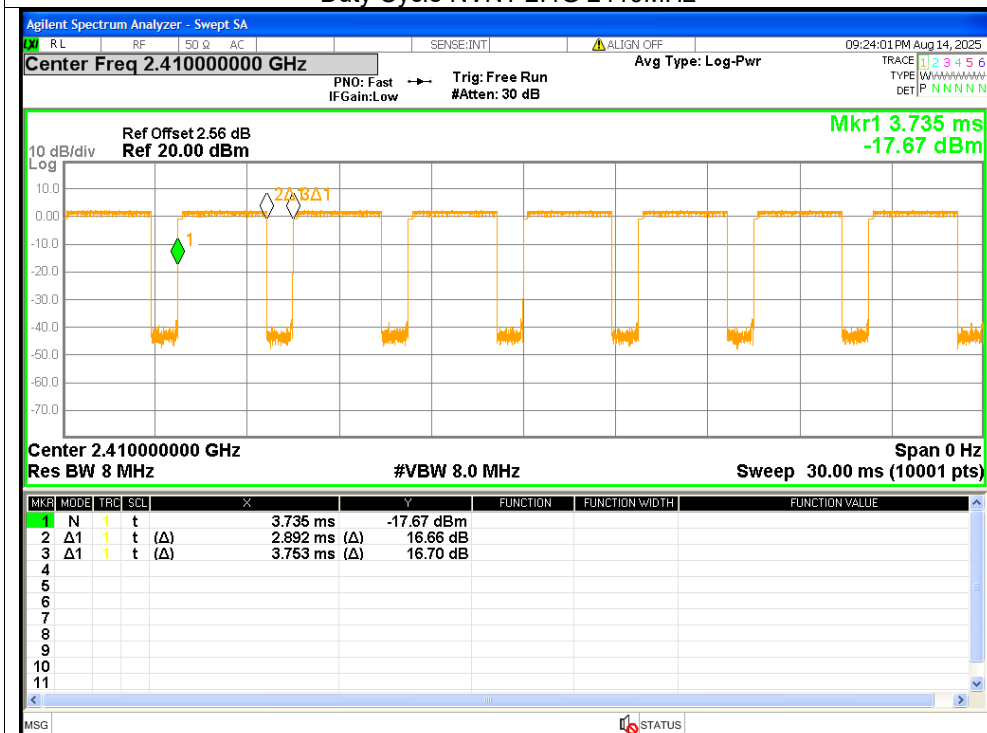 Agilent Spectrum Analyzer - Swept SA
LXI RL RF 50 Ω AC SENSE:INT ALIGN OFF 09:24:01 PM Aug 14, 2025
Center Freq 2.410000000 GHz Avg Type: Log-Pwr TRACE 1 2 3 4 5 6
PNO: Fast Trig: Free Run TYPE
IFGain:Low #Atten: 30 dB DET P N N N N N
Mkr1 3.735 ms
Ref Offset 2.56 dB
10 dB/div Ref 20.00 dBm -17.67 dBm
Log
10.0
0.00
-10.0
-20.0
-30.0
-40.0
-50.0
-60.0
-70.0
2Δ1 3Δ1
1
Center 2.410000000 GHz Span 0 Hz
Res BW 8 MHz #VBW 8.0 MHz Sweep 30.00 ms (10001 pts)
MKR MODE TRC SCL X Y FUNCTION FUNCTION WIDTH FUNCTION VALUE
1 N 1 t 3.735 ms -17.67 dBm
2 Δ1 1 t (Δ) 2.892 ms (Δ) 16.66 dB
3 Δ1 1 t (Δ) 3.753 ms (Δ) 16.70 dB
4
5
6
7
8
9
10
11
MSG STATUS